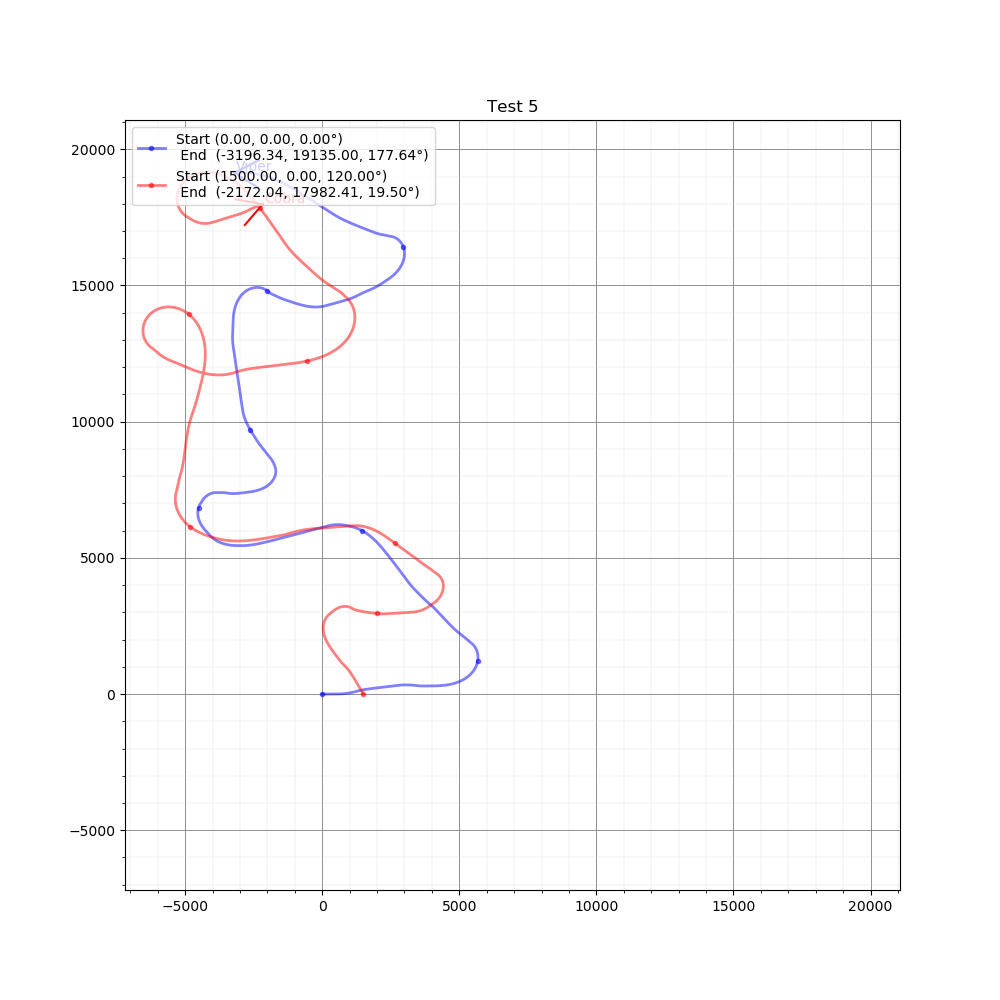 Test 5
Start (0.00, 0.00, 0.00°)
End (-3196.34, 19135.00, 177.64°)
Start (1500.00, 0.00, 120.00°)
End (-2172.04, 17982.41, 19.50°)
Viper
Cobra
20000
15000
10000
5000
0
−5000
−5000
0
5000
10000
15000
20000